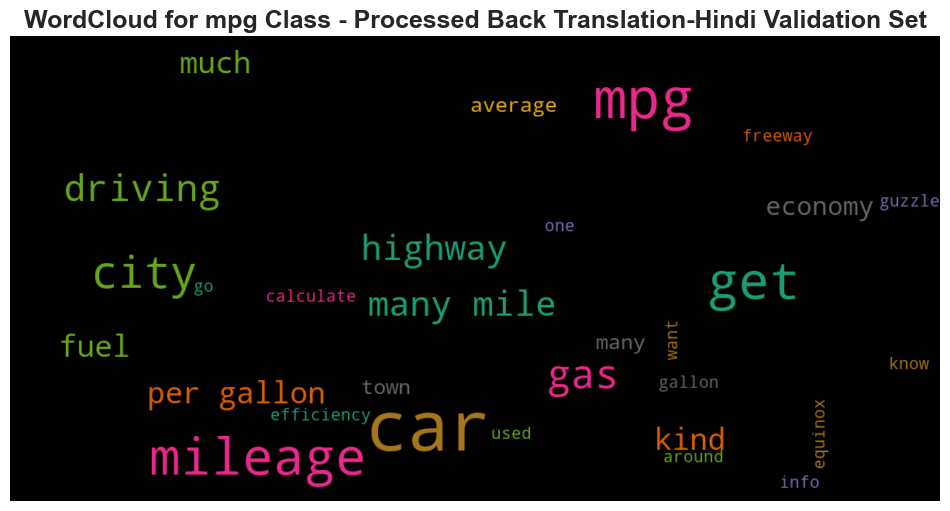 WordCloud for mpg Class - Processed Back Translation-Hindi Validation Set
much
average
mpg
freeway
driving
economy
guzzle
one
highway
city
go
calculate
many mile
get
fuel
many
want
know
gas
gallon
per gallon
town
efficiency
car
used
kind
around
equinox
mileage
info